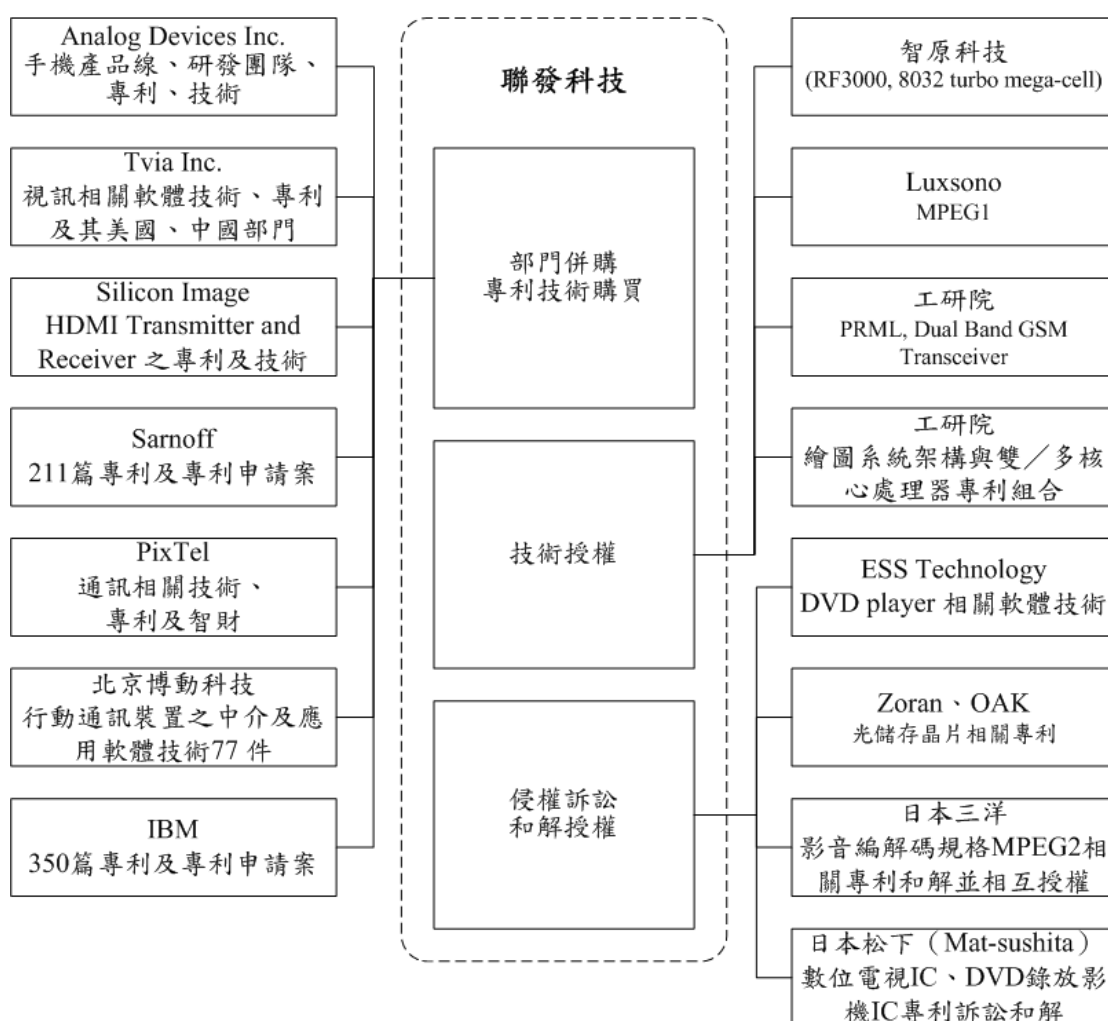 Analog Devices Inc.
手機產品線、研發團隊、
專利、技術
Tvia Inc.
視訊相關軟體技術、專利
及其美國、中國部門
Silicon Image
HDMI Transmitter and
Receiver 之專利及技術
Sarnoff
211篇專利及專利申請案
PixTel
通訊相關技術、
專利及智財
北京博動科技
行動通訊裝置之中介及應
用軟體技術77 件
IBM
350篇專利及專利申請案
聯發科技
部門併購
專利技術購買
技術授權
侵權訴訟
和解授權
智原科技
(RF3000, 8032 turbo mega-cell)
Luxsono
MPEG1
工研院
PRML, Dual Band GSM
Transceiver
工研院
繪圖系統架構與雙／多核
心處理器專利組合
ESS Technology
DVD player 相關軟體技術
Zoran、OAK
光儲存晶片相關專利
日本三洋
影音編解碼規格MPEG2相
關專利和解並相互授權
日本松下（Mat-sushita）
數位電視IC、DVD錄放影
機IC專利訴訟和解